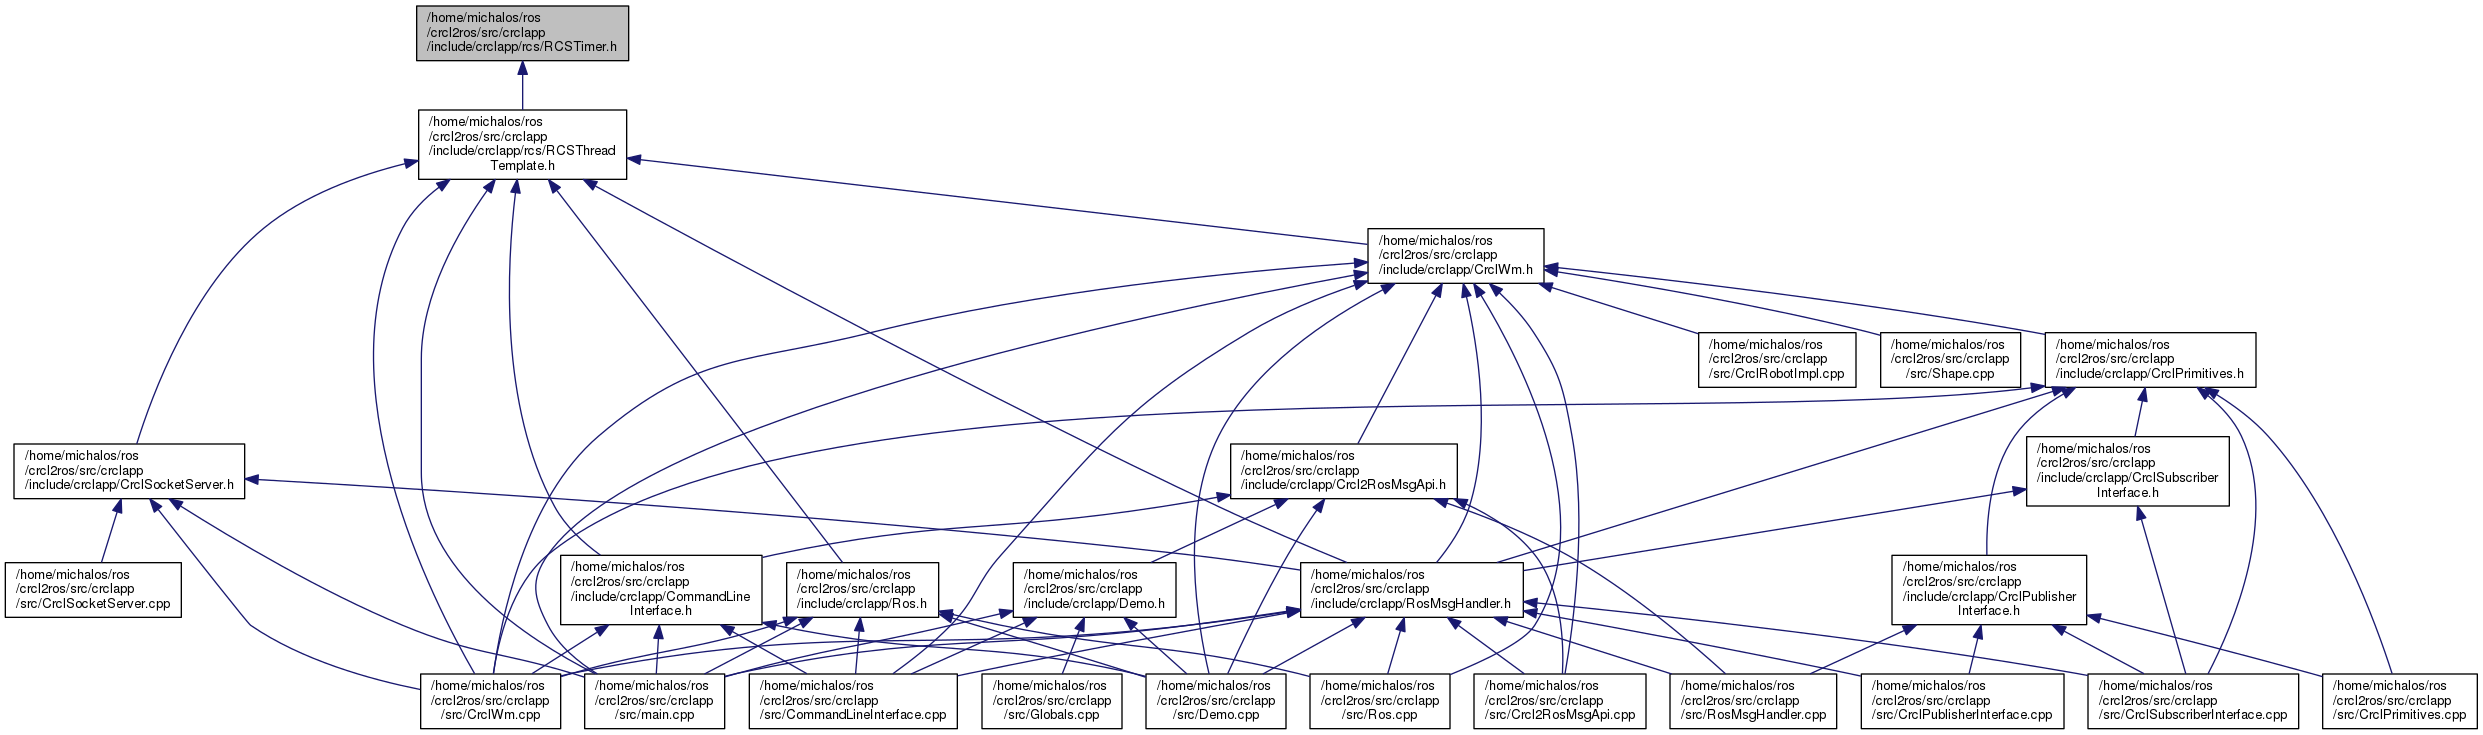 /home/michalos/ros
/crcl2ros/src/crclapp
/include/crclapp/rcs/RCSTimer.h
/home/michalos/ros
/crcl2ros/src/crclapp
/include/crclapp/rcs/RCSThread
Template.h
/home/michalos/ros
/crcl2ros/src/crclapp
/include/crclapp/CrclWm.h
/home/michalos/ros
/crcl2ros/src/crclapp
/src/CrclRobotImpl.cpp
/home/michalos/ros
/crcl2ros/src/crclapp
/src/Shape.cpp
/home/michalos/ros
/crcl2ros/src/crclapp
/include/crclapp/CrclPrimitives.h
/home/michalos/ros
/crcl2ros/src/crclapp
/include/crclapp/CrclSocketServer.h
/home/michalos/ros
/crcl2ros/src/crclapp
/include/crclapp/Crcl2RosMsgApi.h
/home/michalos/ros
/crcl2ros/src/crclapp
/include/crclapp/CrclSubscriber
Interface.h
/home/michalos/ros
/crcl2ros/src/crclapp
/src/CrclSocketServer.cpp
/home/michalos/ros
/crcl2ros/src/crclapp
/include/crclapp/CommandLine
Interface.h
/home/michalos/ros
/crcl2ros/src/crclapp
/include/crclapp/Ros.h
/home/michalos/ros
/crcl2ros/src/crclapp
/include/crclapp/Demo.h
/home/michalos/ros
/crcl2ros/src/crclapp
/include/crclapp/RosMsgHandler.h
/home/michalos/ros
/crcl2ros/src/crclapp
/include/crclapp/CrclPublisher
Interface.h
/home/michalos/ros
/crcl2ros/src/crclapp
/src/CrclWm.cpp
/home/michalos/ros
/crcl2ros/src/crclapp
/src/main.cpp
/home/michalos/ros
/crcl2ros/src/crclapp
/src/CommandLineInterface.cpp
/home/michalos/ros
/crcl2ros/src/crclapp
/src/Globals.cpp
/home/michalos/ros
/crcl2ros/src/crclapp
/src/Demo.cpp
/home/michalos/ros
/crcl2ros/src/crclapp
/src/Ros.cpp
/home/michalos/ros
/crcl2ros/src/crclapp
/src/Crcl2RosMsgApi.cpp
/home/michalos/ros
/crcl2ros/src/crclapp
/src/RosMsgHandler.cpp
/home/michalos/ros
/crcl2ros/src/crclapp
/src/CrclPublisherInterface.cpp
/home/michalos/ros
/crcl2ros/src/crclapp
/src/CrclSubscriberInterface.cpp
/home/michalos/ros
/crcl2ros/src/crclapp
/src/CrclPrimitives.cpp